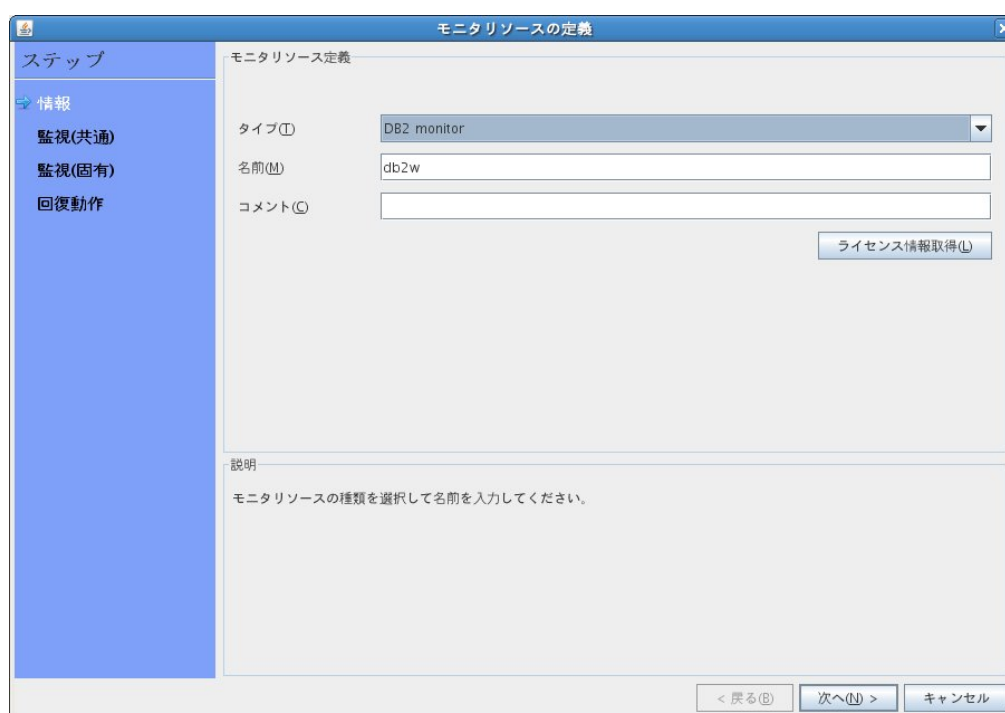 モニタリソースの定義
ステップ
情報
監視(共通)
監視(固有)
回復動作
モニタリソース定義
タイプ(T) DB2 monitor
名前(M) db2w
コメント(C)
ライセンス情報取得(L)
説明
モニタリソースの種類を選択して名前を入力してください。
< 戻る(B) 次へ(N) > キャンセル